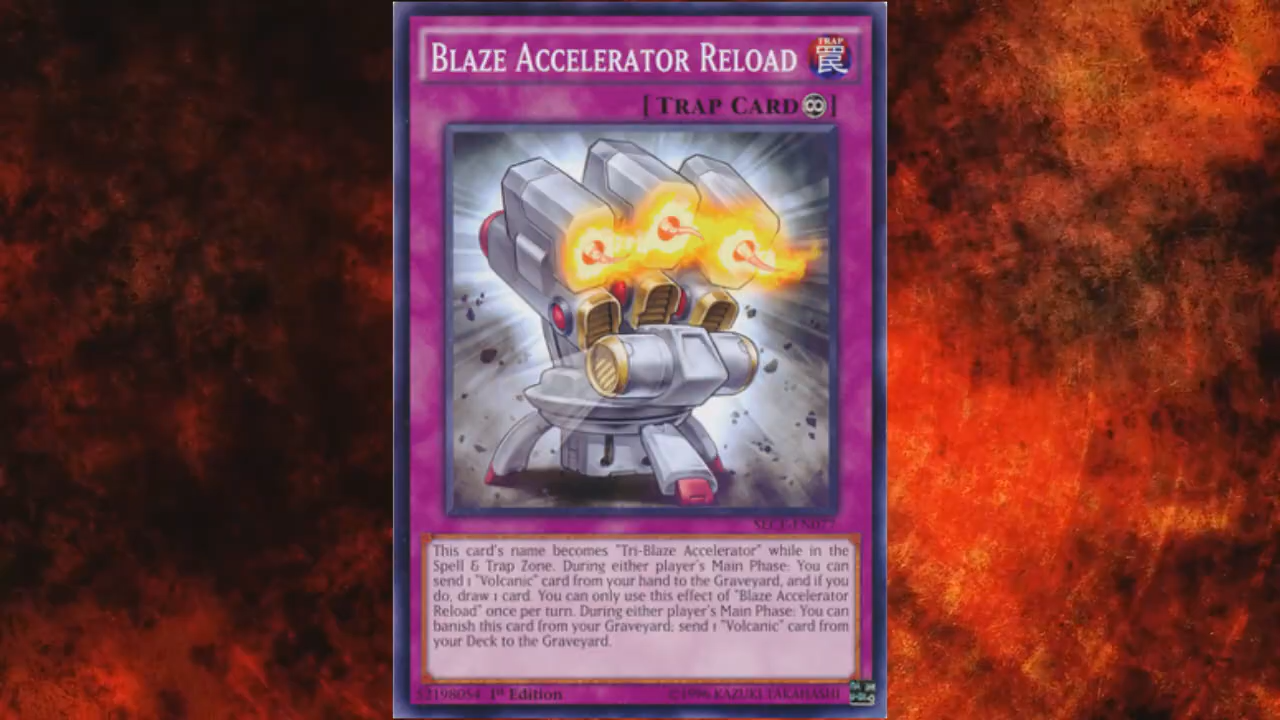 BLAZE ACCELERATOR RELOAD
TRAP
罠
[TRAP CARD∞]
SECE-EN077
This card's name becomes "Tri-Blaze Accelerator" while in the
Spell & Trap Zone. During either player's Main Phase: You can
send 1 "Volcanic" card from your hand to the Graveyard, and if you
do, draw 1 card. You can only use this effect of "Blaze Accelerator
Reload" once per turn. During either player's Main Phase: You can
banish this card from your Graveyard; send 1 "Volcanic" card from
your Deck to the Graveyard.
1st Edition
©1996 KAZUKI TAKAHASHI